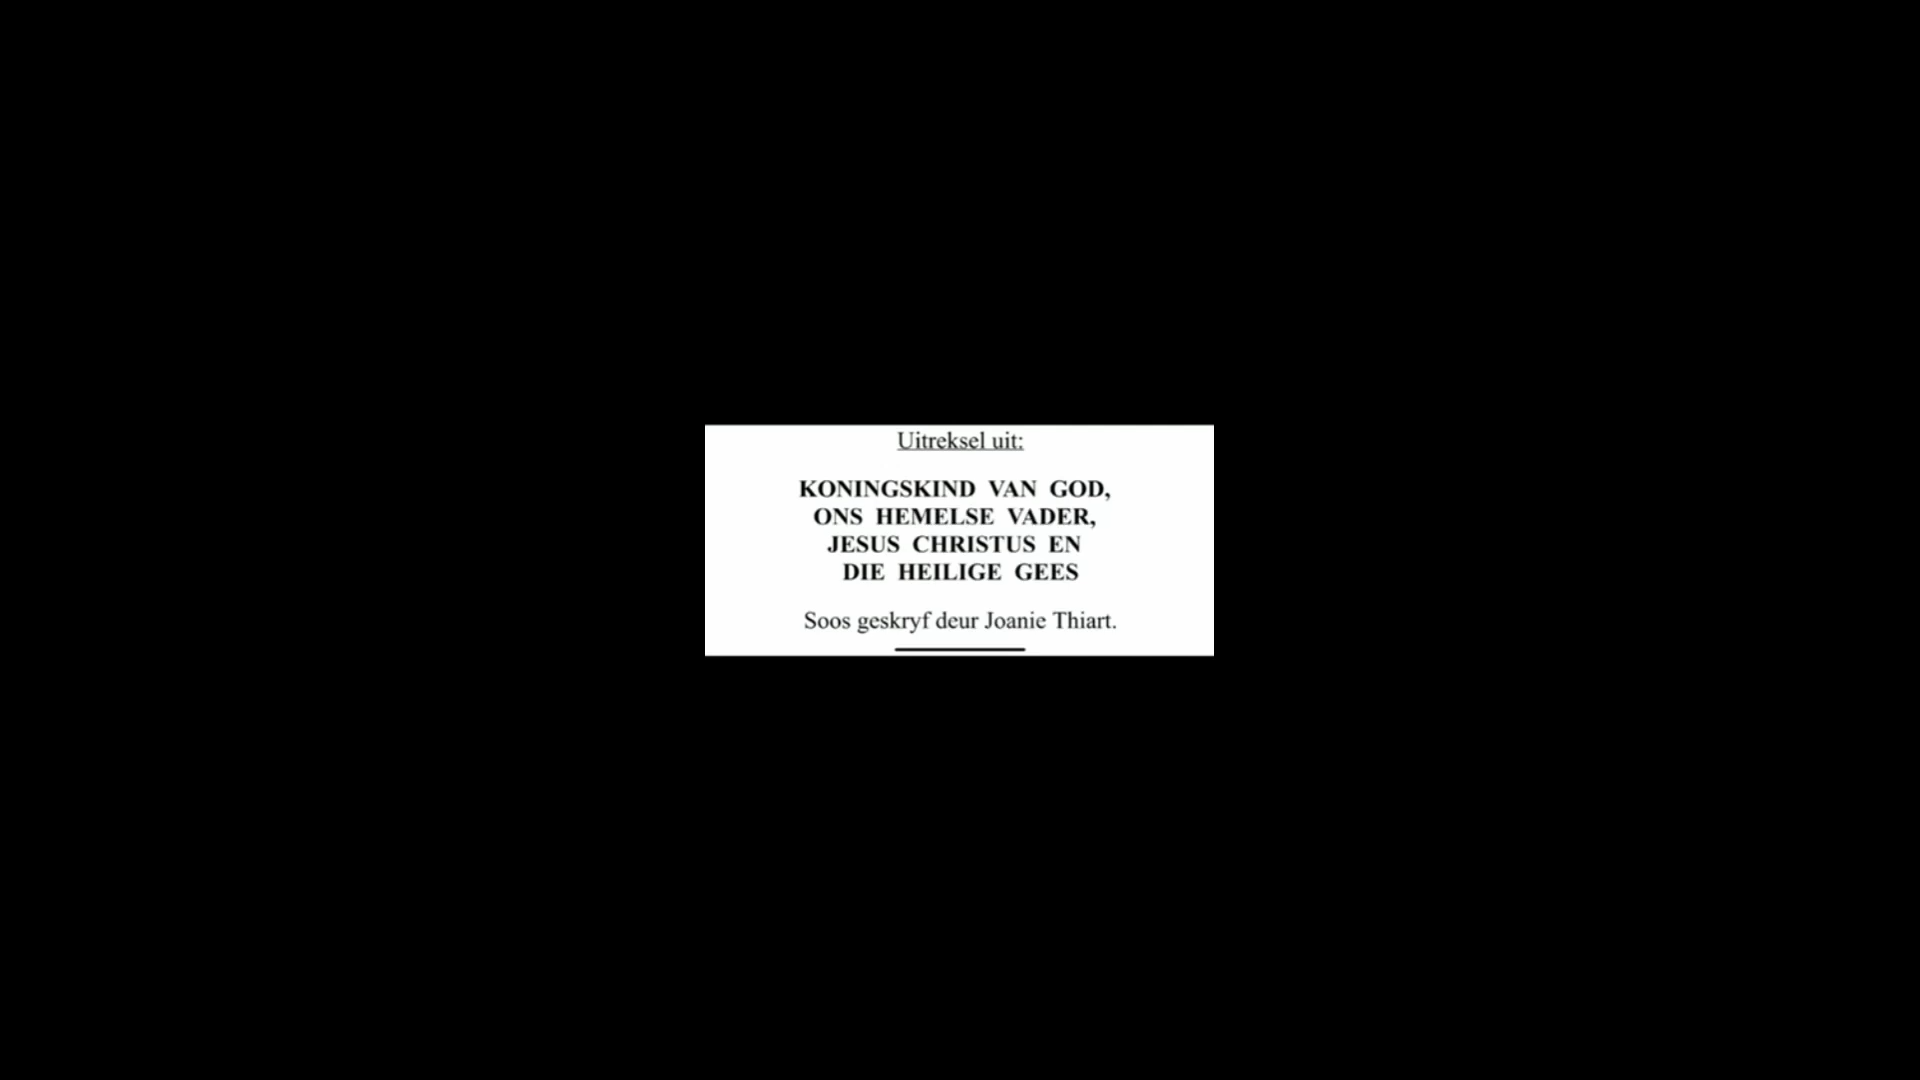 Uitreksel uit:
KONINGSKIND VAN GOD,
ONS HEMELSE VADER,
JESUS CHRISTUS EN
DIE HEILIGE GEES
Soos geskryf deur Joanie Thiart.